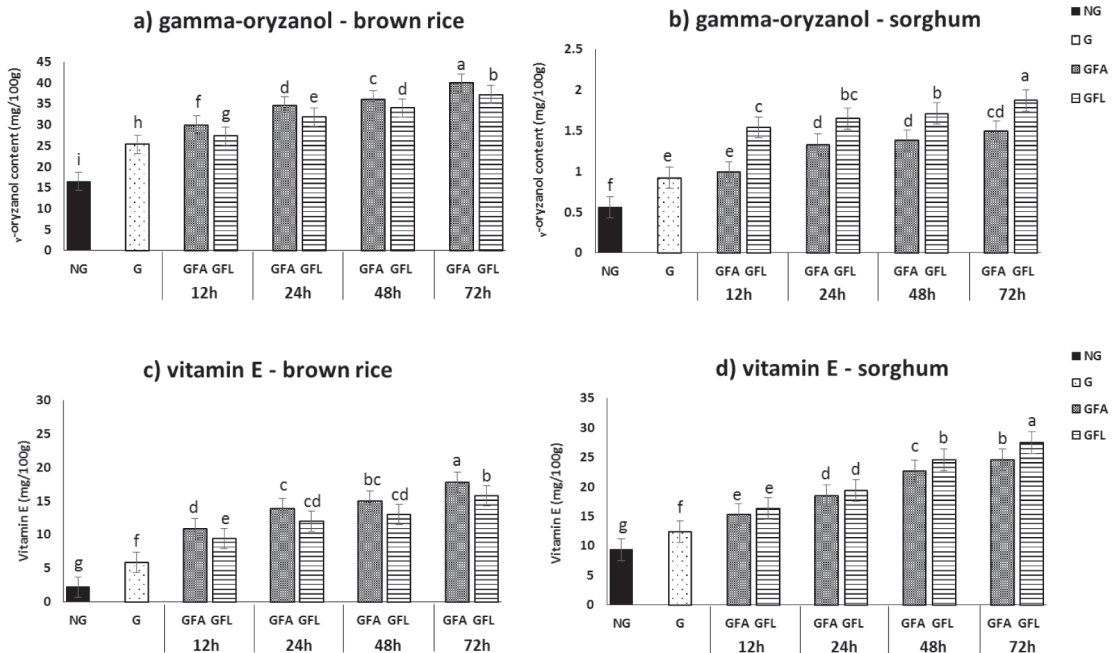 a) gamma-oryzanol - brown rice
γ-oryzanol content (mg/100g)
45
40
35
30
25
20
15
10
5
0
i
h
f
g
d
e
c
d
a
b
NG G GFA GFL GFA GFL GFA GFL GFA GFL
12h 24h 48h 72h
b) gamma-oryzanol - sorghum
γ-oryzanol content (mg/100g)
2.5
2
1.5
1
0.5
0
f
e
e
c
d
bc
d
b
cd
a
NG G GFA GFL GFA GFL GFA GFL GFA GFL
12h 24h 48h 72h
NG
G
GFA
GFL
c) vitamin E - brown rice
Vitamin E (mg/100g)
30
25
20
15
10
5
0
g
f
d
e
c
cd
bc
cd
a
b
NG G GFA GFL GFA GFL GFA GFL GFA GFL
12h 24h 48h 72h
d) vitamin E - sorghum
Vitamin E (mg/100g)
35
30
25
20
15
10
5
0
g
f
e
e
d
d
c
b
b
a
NG G GFA GFL GFA GFL GFA GFL GFA GFL
12h 24h 48h 72h
NG
G
GFA
GFL